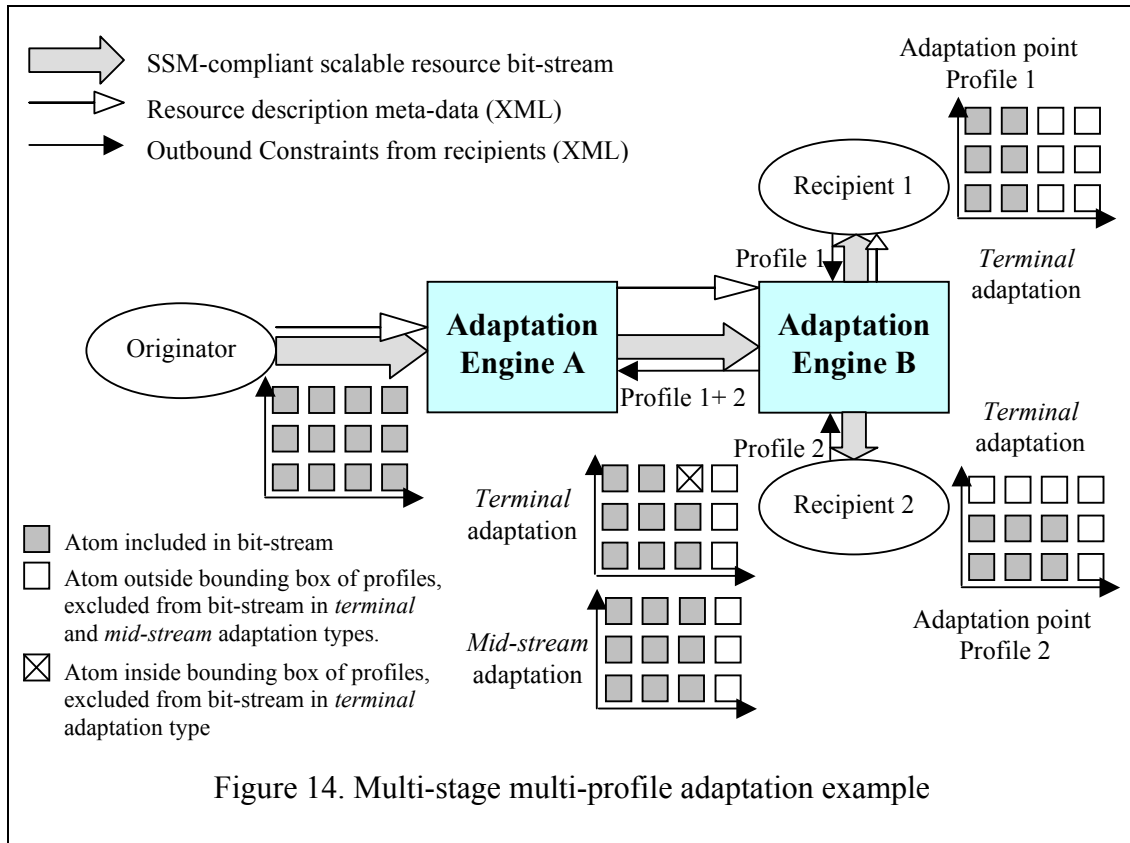 SSM-compliant scalable resource bit-stream
Resource description meta-data (XML)
Outbound Constraints from recipients (XML)
Adaptation point
Profile 1
Recipient 1
Terminal
adaptation
Profile 1
Originator
Adaptation
Engine A
Adaptation
Engine B
Profile 1+ 2
Profile 2
Terminal
adaptation
Recipient 2
Adaptation point
Profile 2
Terminal
adaptation
Mid-stream
adaptation
Atom included in bit-stream
Atom outside bounding box of profiles,
excluded from bit-stream in terminal
and mid-stream adaptation types.
Atom inside bounding box of profiles,
excluded from bit-stream in terminal
adaptation type
Figure 14. Multi-stage multi-profile adaptation example